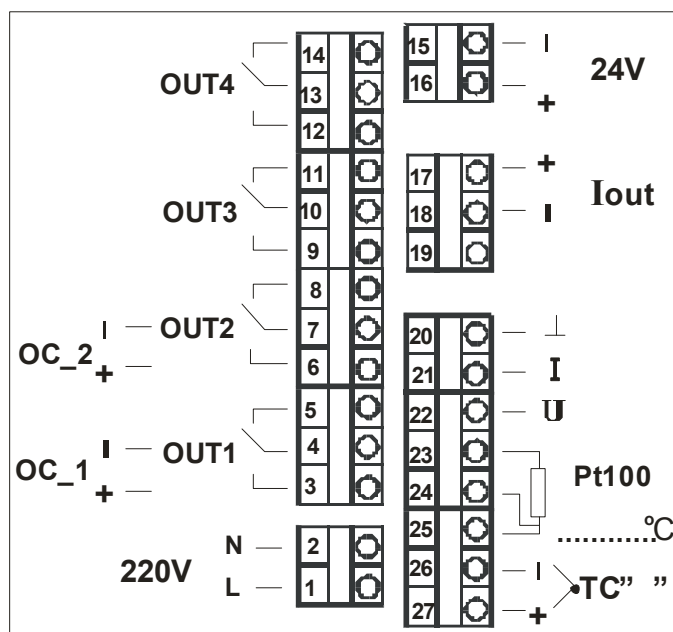 14 15 I
OUT4 13 16 24V
12 +
11 17 +
OUT3 10 18 I Iout
9 19
8
I OUT2 7 20 ⊥
OC_2 + 6 21 I
5 22 U
I OUT1 4 23
OC_1 + 3 24 Pt100
25 ............°C
N 2 26 I
220V TC" "
L 1 27 +